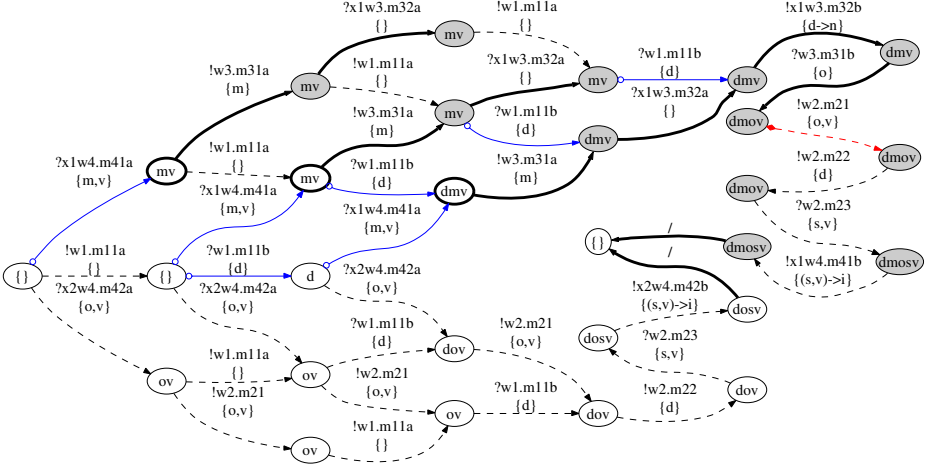 ?x1w3.m32a
{}
!w1.m11a
{}
mv
!w3.m31a
{m}
mv
!w1.m11a
{}
?x1w3.m32a
{}
mv
?w1.m11b
{d}
?x1w3.m32a
{}
dmv
!x1w3.m32b
{d->n}
dmv
?w3.m31b
{o}
!w3.m31a
{m}
mv
?w1.m11b
{d}
dmv
dmov
!w2.m21
{o,v}
dmov
?x1w4.m41a
{m,v}
mv
!w1.m11a
{}
?x1w4.m41a
{m,v}
mv
?w1.m11b
{d}
?x1w4.m41a
{m,v}
dmv
!w3.m31a
{m}
!w2.m22
{d}
dmov
?w2.m23
{s,v}
{}
/
/
dmosv
!x1w4.m41b
{(s,v)->i}
dmosv
{}
!w1.m11a
{}
?x2w4.m42a
{o,v}
{}
?w1.m11b
{d}
?x2w4.m42a
{o,v}
d
?x2w4.m42a
{o,v}
!x2w4.m42b
{(s,v)->i}
dosv
dosv
?w2.m23
{s,v}
?w1.m11b
{d}
dov
!w2.m21
{o,v}
ov
!w1.m11a
{}
!w2.m21
{o,v}
ov
!w2.m21
{o,v}
ov
?w1.m11b
{d}
dov
!w2.m22
{d}
dov
ov
!w1.m11a
{}